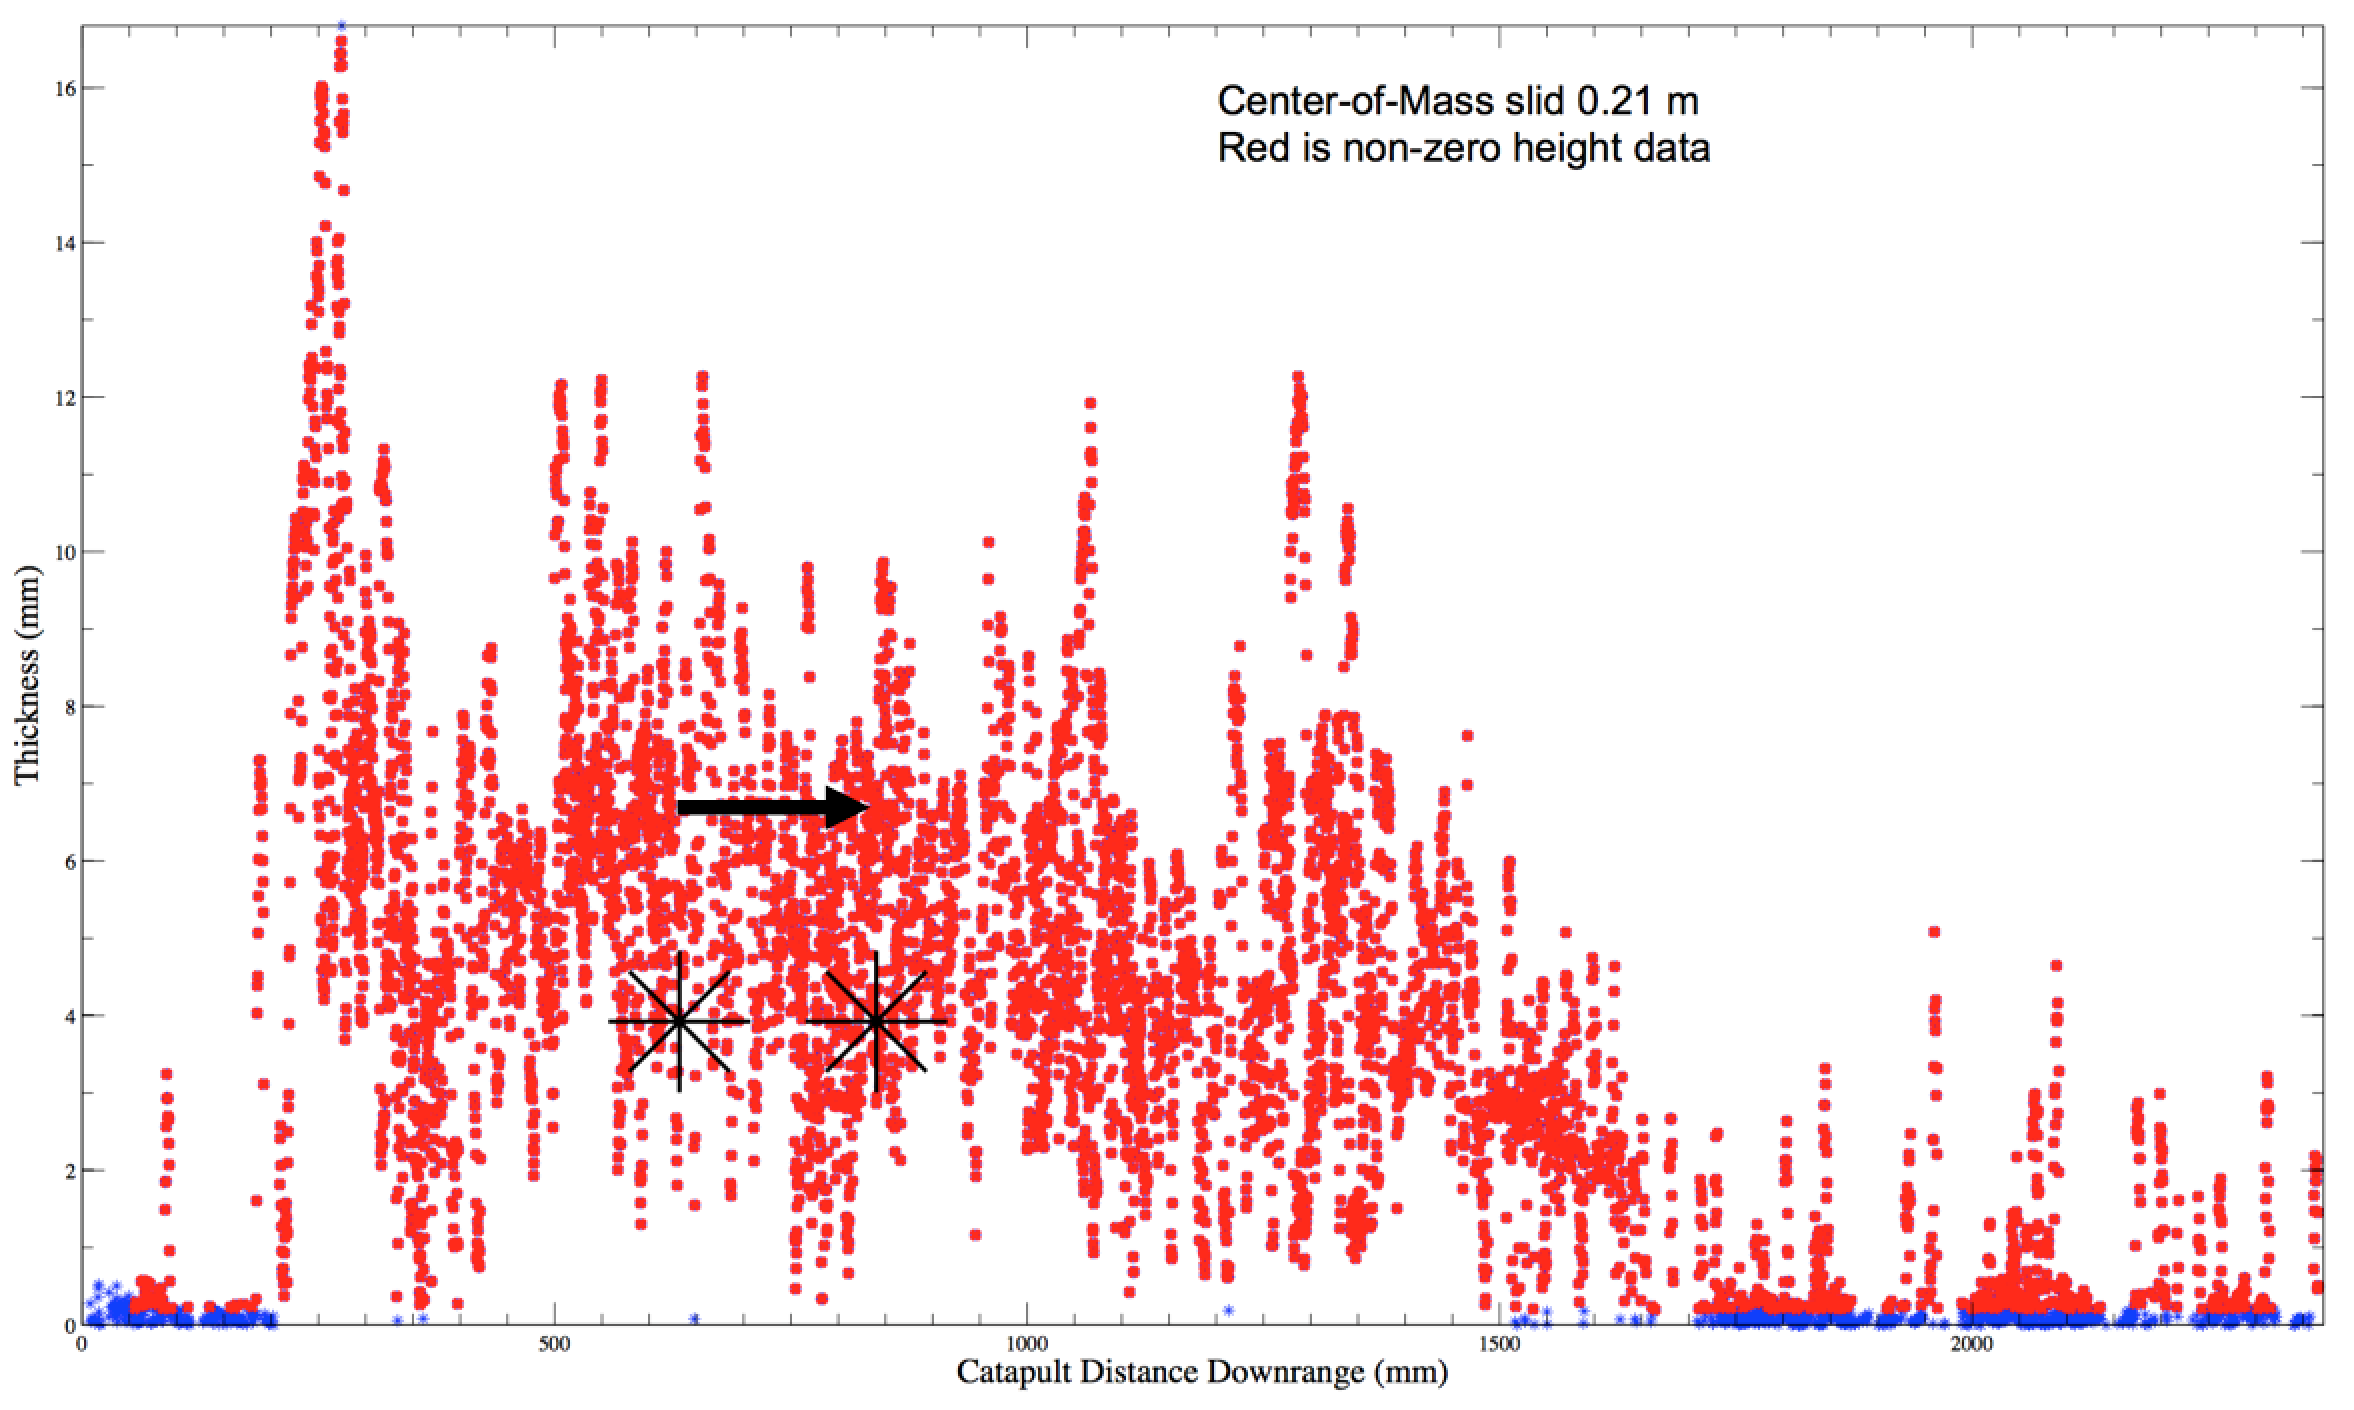 Center-of-Mass slid 0.21 m
Red is non-zero height data
16
14
12
10
8
6
4
2
0
Thickness (mm)
0 500 1000 1500 2000
Catapult Distance Downrange (mm)